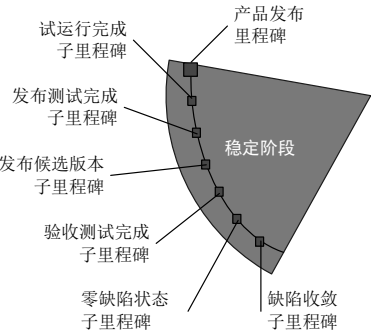 产品发布
里程碑
试运行完成
子里程碑
发布测试完成
子里程碑
稳定阶段
发布候选版本
子里程碑
验收测试完成
子里程碑
零缺陷状态
子里程碑
缺陷收敛
子里程碑